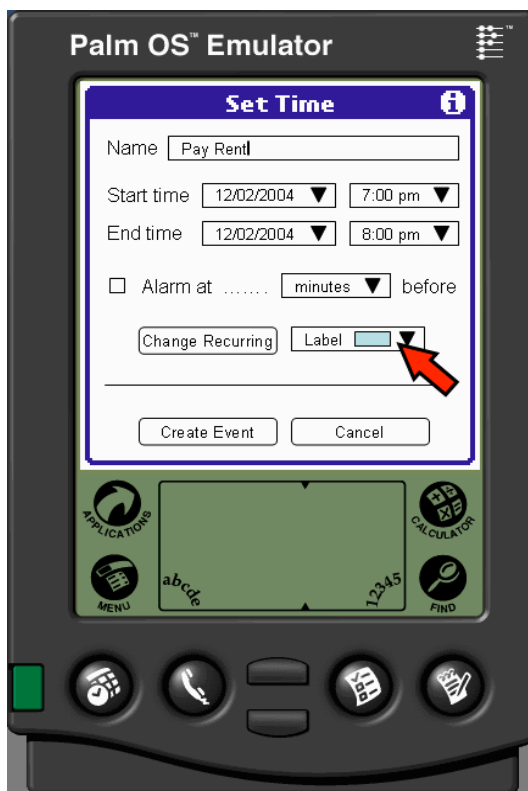 Palm OS™ Emulator ™
Set Time i
Name Pay Rent
Start time 12/02/2004 7:00 pm
End time 12/02/2004 8:00 pm
Alarm at ....... minutes before
Change Recurring Label
Create Event Cancel
APPLICATIONS CALCULATOR
abcde 12345
MENU FIND